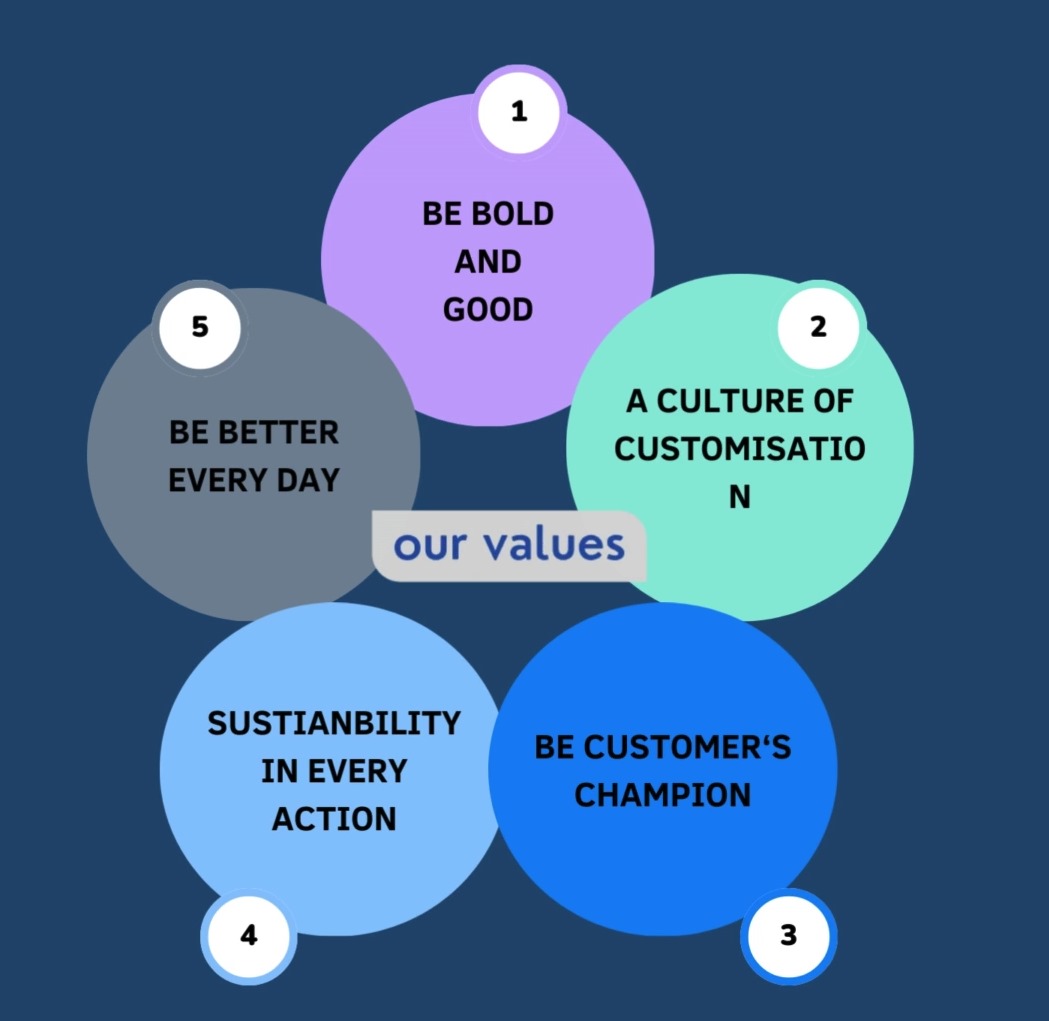 1
BE BOLD
AND
GOOD
2
A CULTURE OF
CUSTOMISATIO
N
3
BE CUSTOMER‘S
CHAMPION
4
SUSTIANBILITY
IN EVERY
ACTION
5
BE BETTER
EVERY DAY
our values